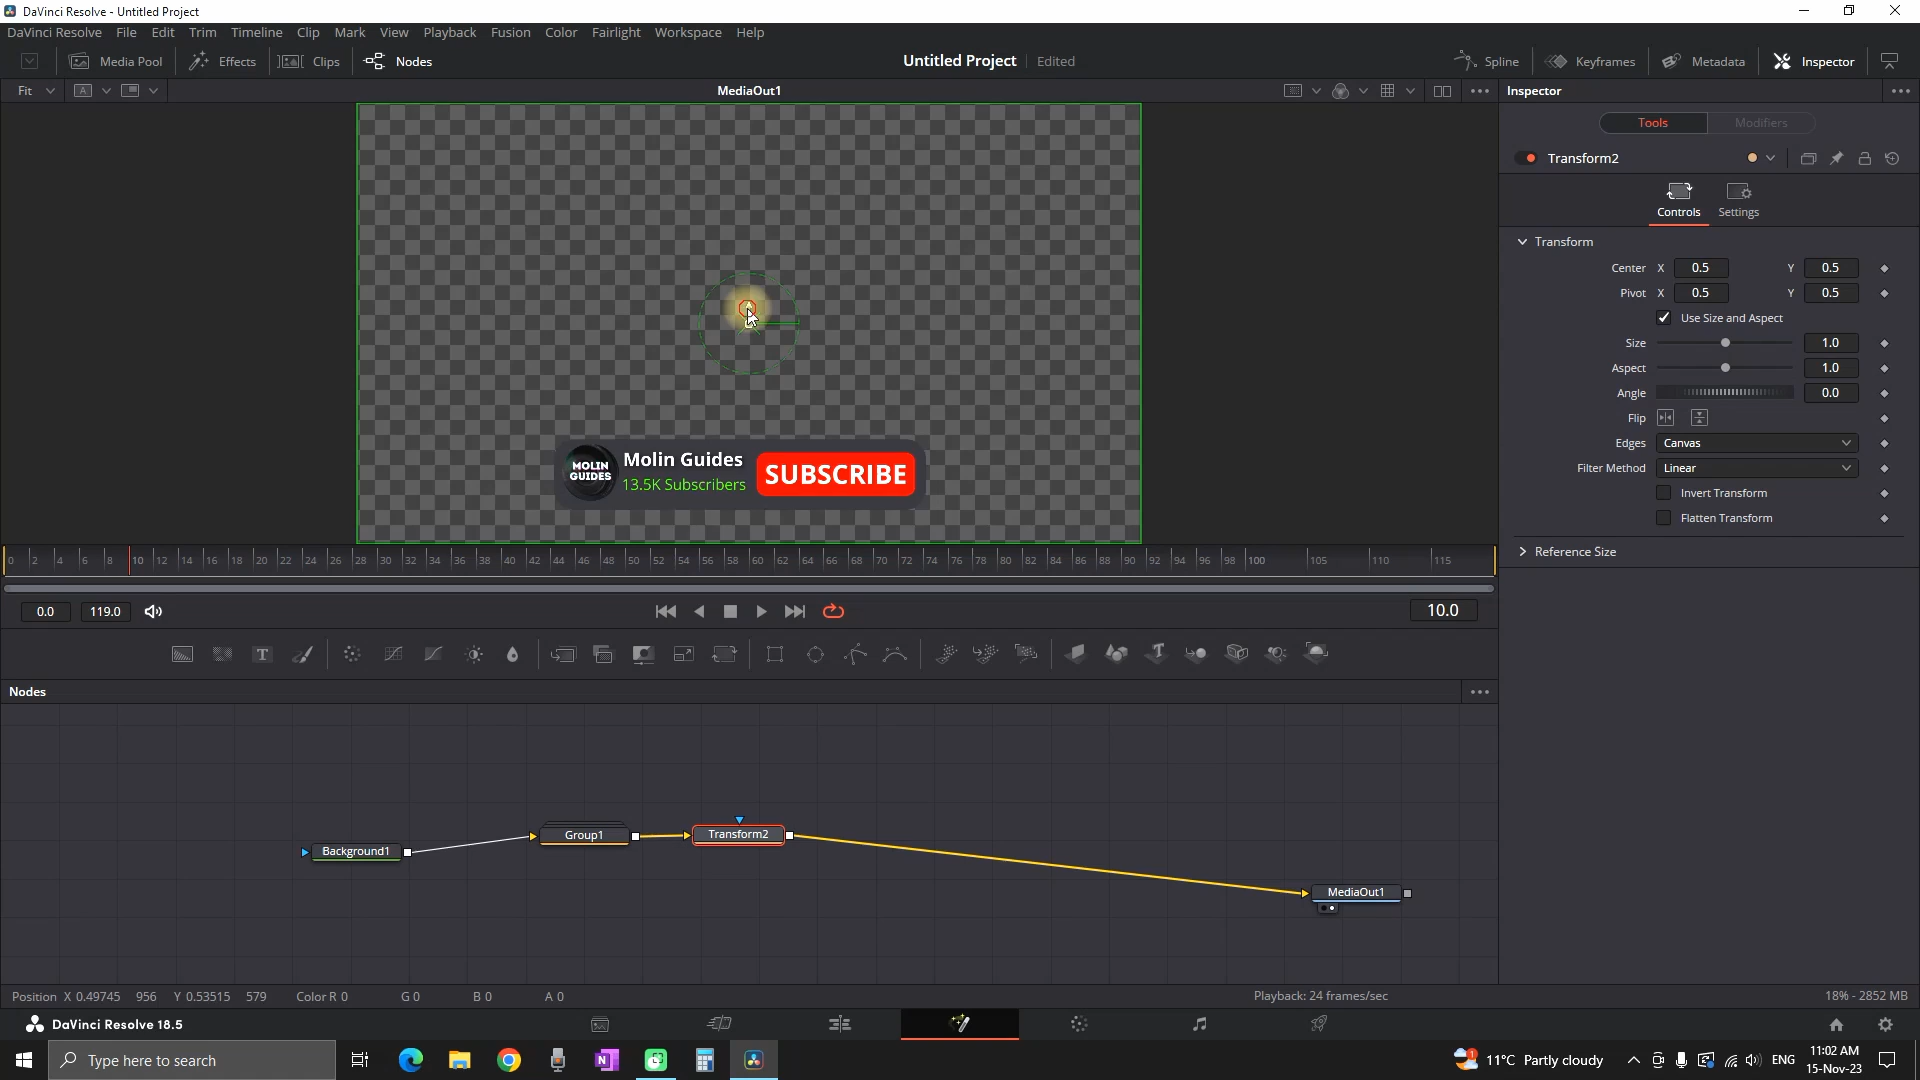 DaVinci Resolve - Untitled Project
DaVinci Resolve File Edit Trim Timeline Clip Mark View Playback Fusion Color Fairlight Workspace Help
Media Pool Effects Clips Nodes Untitled Project Edited Spline Keyframes Metadata Inspector
Fit A MediaOut1 Inspector
Tools Modifiers
Transform2
Controls Settings
Transform
Center X 0.5 Y 0.5
Pivot X 0.5 Y 0.5
Use Size and Aspect
Size 1.0
Aspect 1.0
Angle 0.0
Flip
Edges Canvas
Filter Method Linear
Invert Transform
Flatten Transform
Reference Size
MOLIN
GUIDES
Molin Guides
13.5K Subscribers
SUBSCRIBE
0 2 4 6 8 10 12 14 16 18 20 22 24 26 28 30 32 34 36 38 40 42 44 46 48 50 52 54 56 58 60 62 64 66 68 70 72 74 76 78 80 82 84 86 88 90 92 94 96 98 100 105 110 115
0.0 119.0 10.0
T
Nodes
Group1 Transform2
Background1
MediaOut1
Position X 0.49745 956 Y 0.53515 579 Color R 0 G 0 B 0 A 0 Playback: 24 frames/sec 18% - 2852 MB
DaVinci Resolve 18.5
Type here to search
N
1
11°C Partly cloudy
ENG
11:02 AM
15-Nov-23